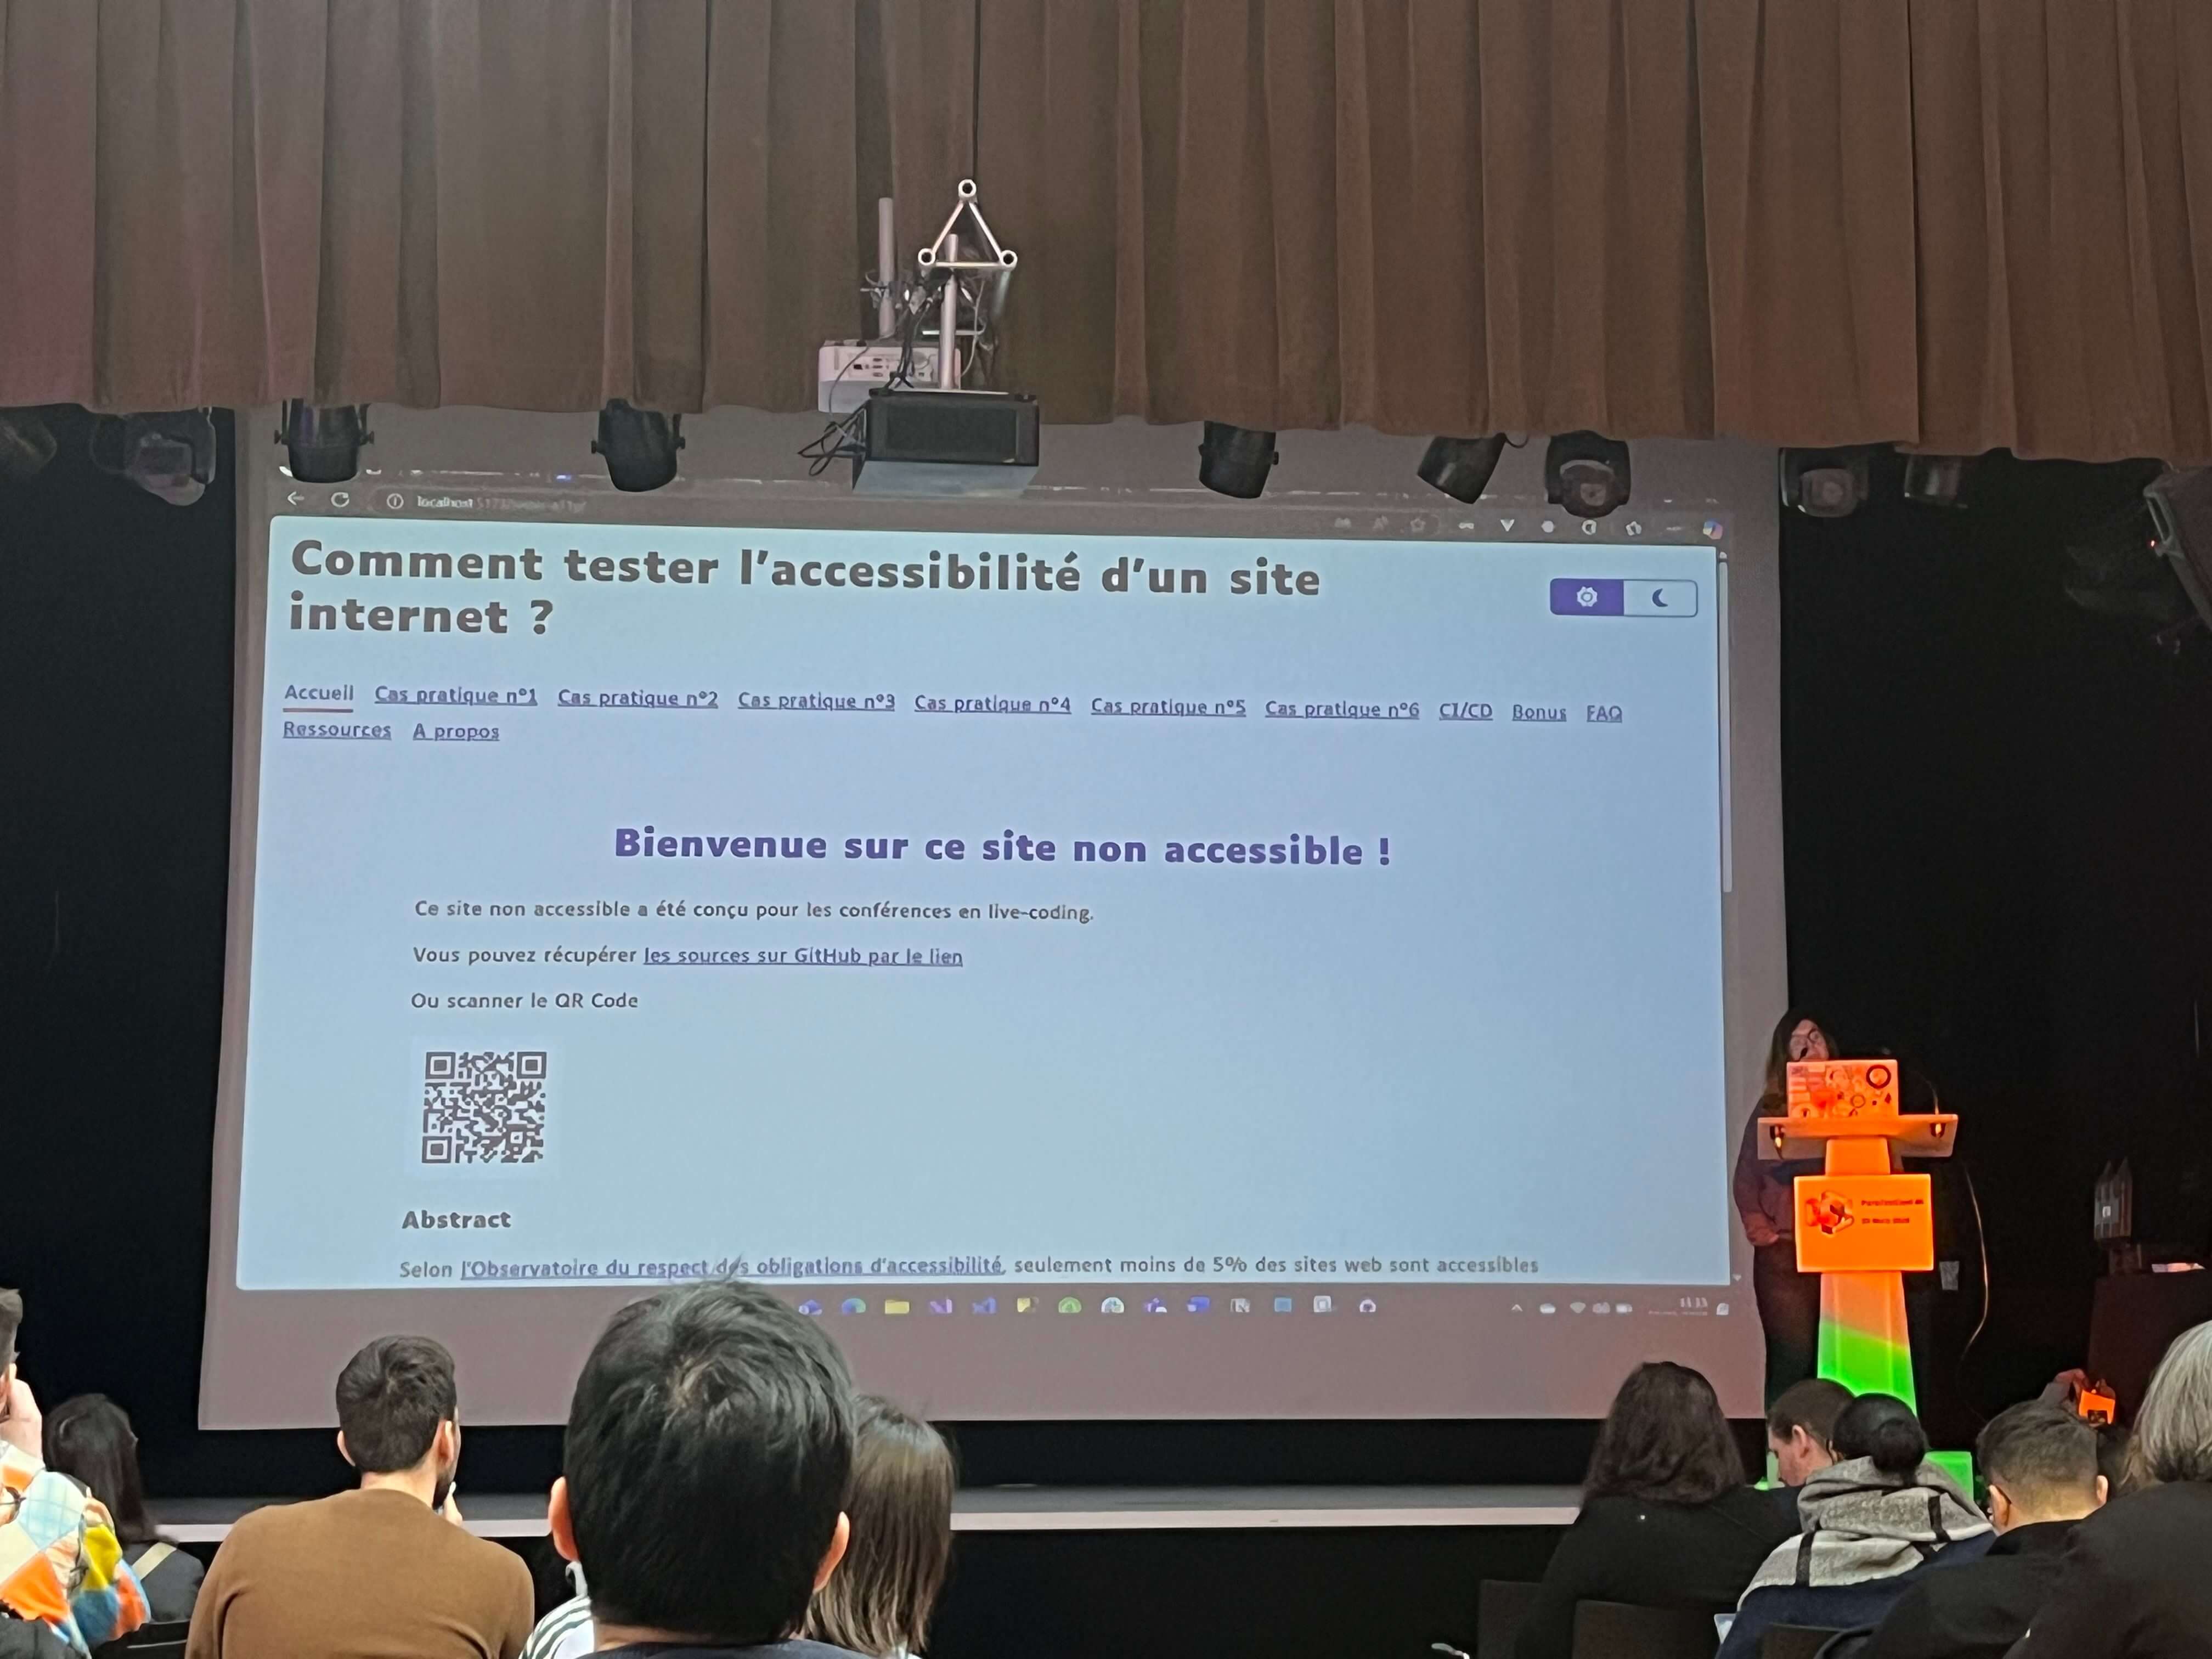 localhost
Comment tester l'accessibilité d'un site
internet ?
Accueil Cas pratique n°1 Cas pratique n°2 Cas pratique n°3 Cas pratique n°4 Cas pratique n°5 Cas pratique n°6 CI/CD Bonus FAQ
Ressources A propos
Bienvenue sur ce site non accessible !
Ce site non accessible a été conçu pour les conférences en live-coding.
Vous pouvez récupérer les sources sur GitHub par le lien
Ou scanner le QR Code
Abstract
Selon l'Observatoire du respect des obligations d'accessibilité, seulement moins de 5% des sites web sont accessibles